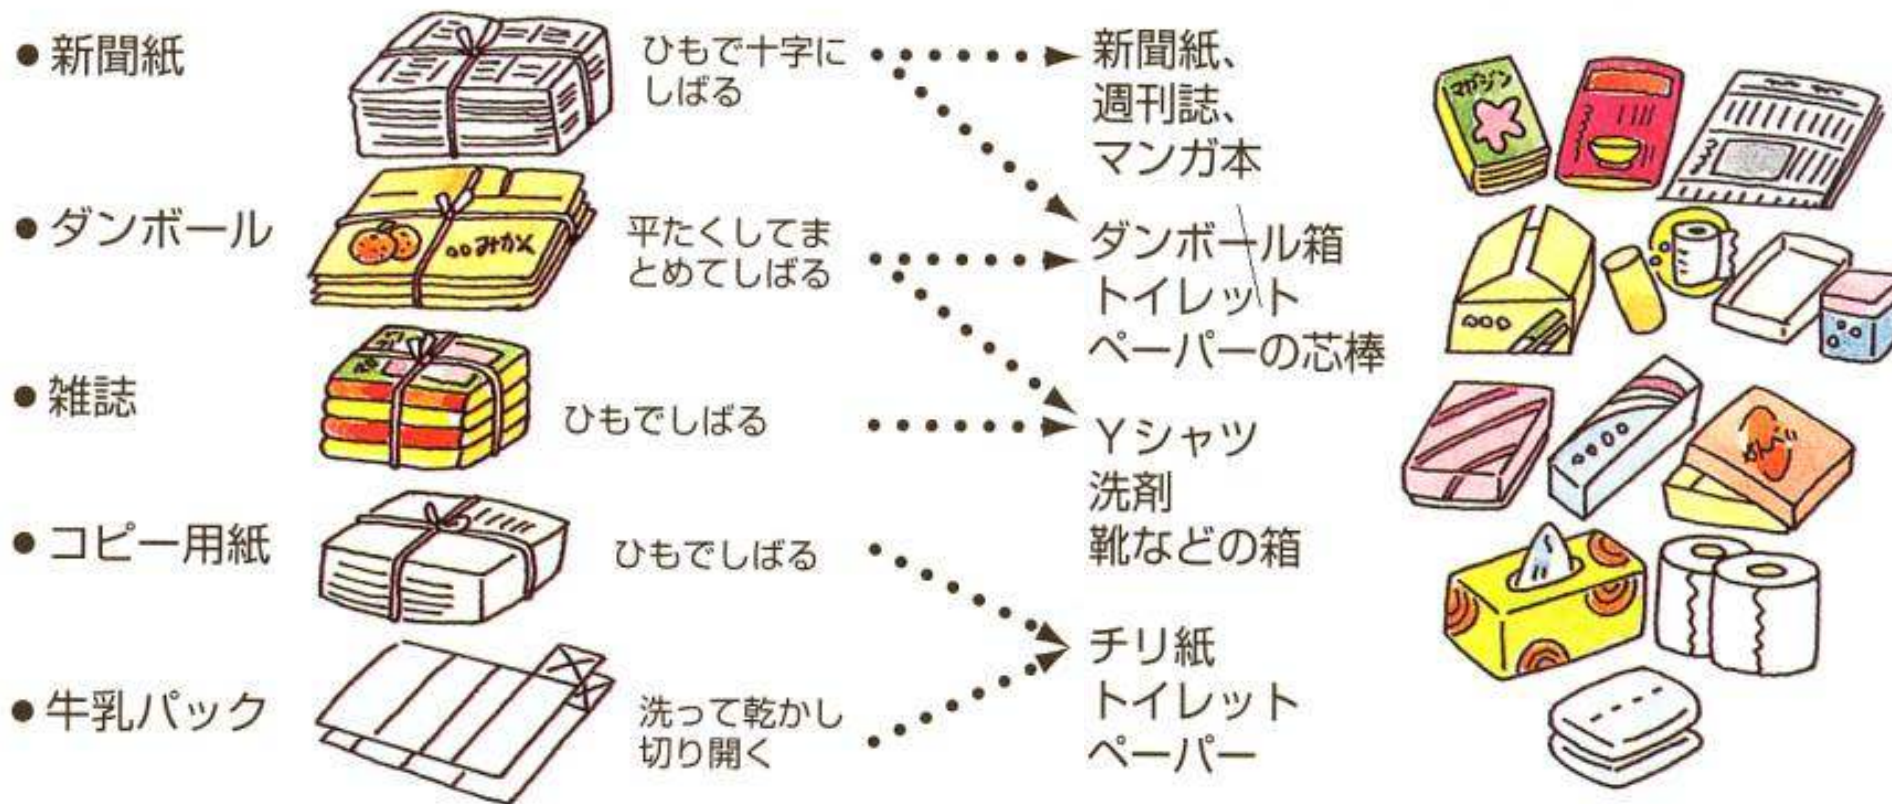 ● 新聞紙
ひもで十字に
しばる
新聞紙、
週刊誌、
マンガ本
マガジン
● ダンボール
みかん
平たくしてま
とめてしばる
ダンボール箱
トイレット
ペーパーの芯棒
● 雑誌
ひもでしばる
Yシャツ
洗剤
靴などの箱
● コピー用紙
ひもでしばる
● 牛乳パック
洗って乾かし
切り開く
チリ紙
トイレット
ペーパー